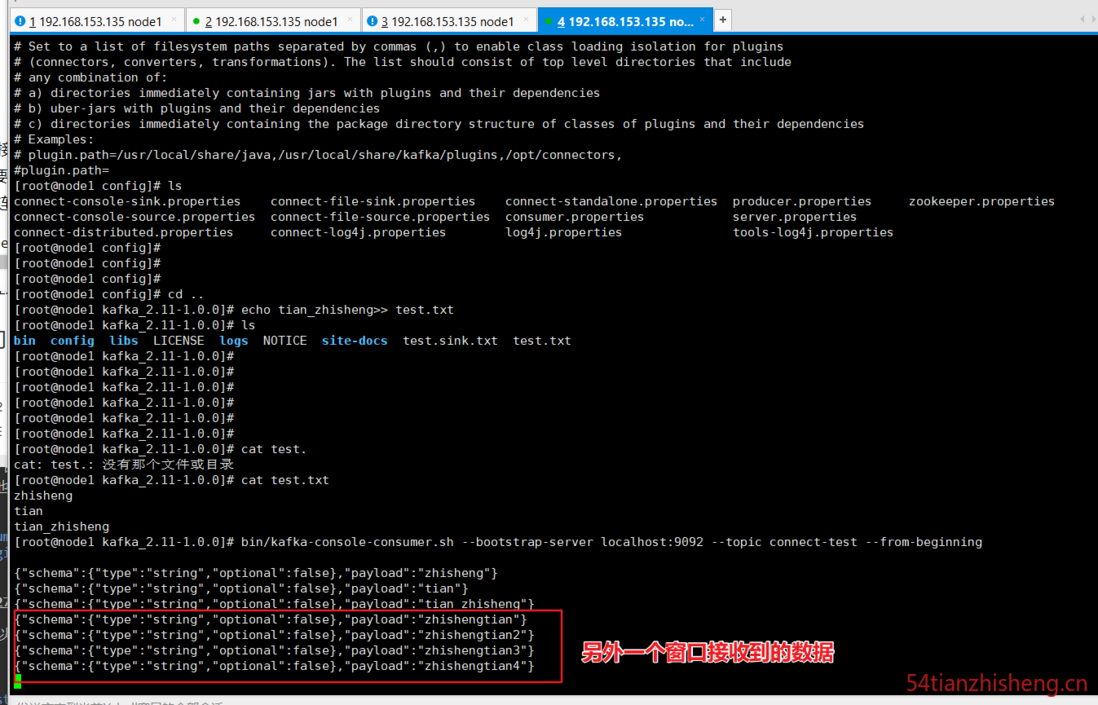 1 192.168.153.135 node1 × 2 192.168.153.135 node1 × 3 192.168.153.135 node1 × 4 192.168.153.135 no... × +
# Set to a list of filesystem paths separated by commas (,) to enable class loading isolation for plugins
# (connectors, converters, transformations). The list should consist of top level directories that include
# any combination of:
# a) directories immediately containing jars with plugins and their dependencies
# b) uber-jars with plugins and their dependencies
# c) directories immediately containing the package directory structure of classes of plugins and their dependencies
# Examples:
# plugin.path=/usr/local/share/java,/usr/local/share/kafka/plugins,/opt/connectors,
#plugin.path=
[root@node1 config]# ls
connect-console-sink.properties connect-file-sink.properties connect-standalone.properties producer.properties zookeeper.properties
connect-console-source.properties connect-file-source.properties consumer.properties server.properties
connect-distributed.properties connect-log4j.properties log4j.properties tools-log4j.properties
[root@node1 config]#
[root@node1 config]#
[root@node1 config]#
[root@node1 config]# cd ..
[root@node1 kafka_2.11-1.0.0]# echo tian_zhisheng>> test.txt
[root@node1 kafka_2.11-1.0.0]# ls
bin config libs LICENSE logs NOTICE site-docs test.sink.txt test.txt
[root@node1 kafka_2.11-1.0.0]#
[root@node1 kafka_2.11-1.0.0]#
[root@node1 kafka_2.11-1.0.0]#
[root@node1 kafka_2.11-1.0.0]#
[root@node1 kafka_2.11-1.0.0]#
[root@node1 kafka_2.11-1.0.0]#
[root@node1 kafka_2.11-1.0.0]# cat test.
cat: test.: 没有那个文件或目录
[root@node1 kafka_2.11-1.0.0]# cat test.txt
zhisheng
tian
tian_zhisheng
[root@node1 kafka_2.11-1.0.0]# bin/kafka-console-consumer.sh --bootstrap-server localhost:9092 --topic connect-test --from-beginning
{"schema":{"type":"string","optional":false},"payload":"zhisheng"}
{"schema":{"type":"string","optional":false},"payload":"tian"}
{"schema":{"type":"string","optional":false},"payload":"tian_zhisheng"}
{"schema":{"type":"string","optional":false},"payload":"zhishengtian"}
{"schema":{"type":"string","optional":false},"payload":"zhishengtian2"}
{"schema":{"type":"string","optional":false},"payload":"zhishengtian3"}
{"schema":{"type":"string","optional":false},"payload":"zhishengtian4"}
另外一个窗口接收到的数据
54tianzhisheng.cn